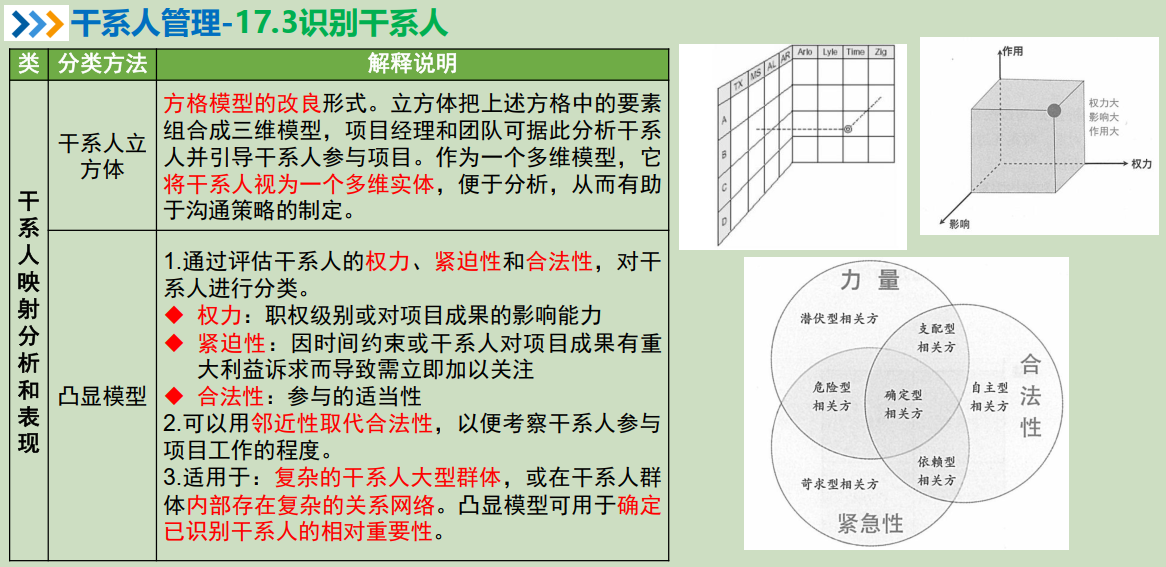 干系人管理-17.3识别干系人
类 分类方法 解释说明
干系人映射分析和表现
干系人立
方体
方格模型的改良形式。立方体把上述方格中的要素
组合成三维模型，项目经理和团队可据此分析干系
人并引导干系人参与项目。作为一个多维模型，它
将干系人视为一个多维实体，便于分析，从而有助
于沟通策略的制定。
凸显模型
1.通过评估干系人的权力、紧迫性和合法性，对干
系人进行分类。
◆ 权力：职权级别或对项目成果的影响能力
◆ 紧迫性：因时间约束或干系人对项目成果有重
大利益诉求而导致需立即加以关注
◆ 合法性：参与的适当性
2.可以用邻近性取代合法性，以便考察干系人参与
项目工作的程度。
3.适用于：复杂的干系人大型群体，或在干系人群
体内部存在复杂的关系网络。凸显模型可用于确定
已识别干系人的相对重要性。
TX MS AL AR Arlo Lyle Time Zig
A
B
C
D
作用
权力大
影响大
作用大
权力
影响
力 量
潜伏型相关方
支配型
相关方
危险型
相关方
确定型
相关方
自主型
相关方
合法性
依赖型
相关方
苛求型相关方
紧急性